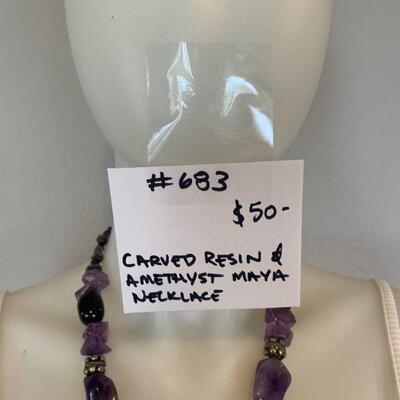 #683
$50-
CARVED RESIN &
AMETHYST MAYA
NECKLACE